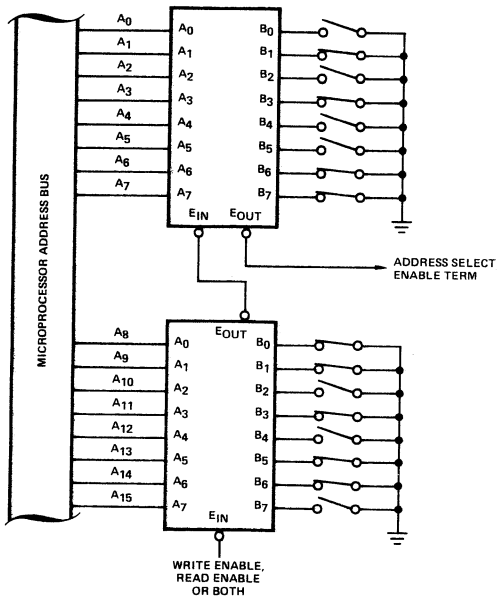 MICROPROCESSOR ADDRESS BUS
A0 A0 B0
A1 A1 B1
A2 A2 B2
A3 A3 B3
A4 A4 B4
A5 A5 B5
A6 A6 B6
A7 A7 B7
EIN EOUT
ADDRESS SELECT
ENABLE TERM
EOUT
A8 A0 B0
A9 A1 B1
A10 A2 B2
A11 A3 B3
A12 A4 B4
A13 A5 B5
A14 A6 B6
A15 A7 B7
EIN
WRITE ENABLE,
READ ENABLE
OR BOTH